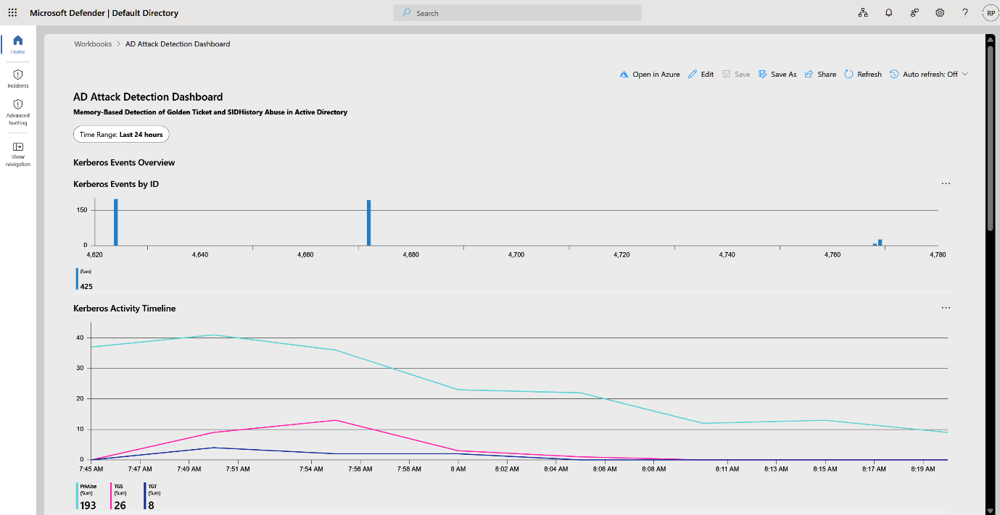 Microsoft Defender | Default Directory
Search
RP
Home
Incidents
Advanced
hunting
Show
navigation
Workbooks > AD Attack Detection Dashboard
Open in Azure Edit Save Save As Share Refresh Auto refresh: Off
AD Attack Detection Dashboard
Memory-Based Detection of Golden Ticket and SIDHistory Abuse in Active Directory
Time Range: Last 24 hours
Kerberos Events Overview
Kerberos Events by ID
150
0
4,620 4,640 4,660 4,680 4,700 4,720 4,740 4,760 4,780
(Sum)
425
Kerberos Activity Timeline
40
30
20
10
0
7:45 AM 7:47 AM 7:49 AM 7:51 AM 7:54 AM 7:56 AM 7:58 AM 8 AM 8:02 AM 8:04 AM 8:06 AM 8:08 AM 8:11 AM 8:13 AM 8:15 AM 8:17 AM 8:19 AM
PrivUse TGS TGT
(Sum) (Sum) (Sum)
193 26 8